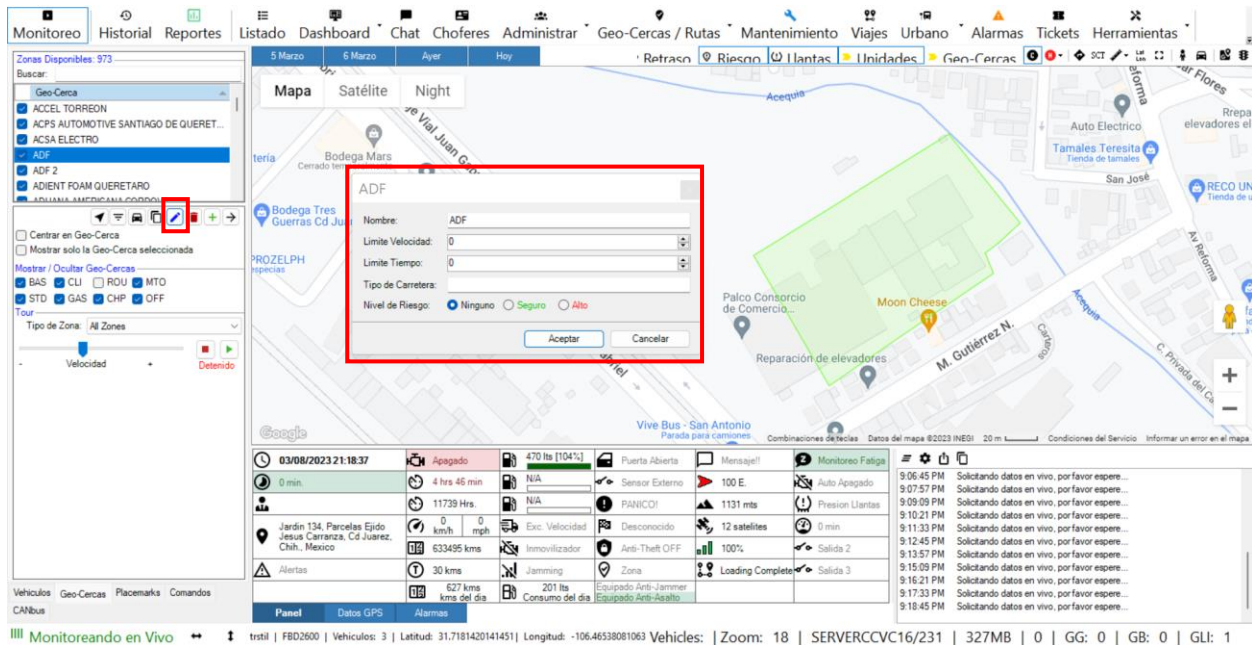 Monitoreo Historial Reportes Listado Dashboard Chat Choferes Administrar Geo-Cercas / Rutas Mantenimiento Viajes Urbano Alarmas Tickets Herramientas
Zonas Disponibles: 973
Buscar:
Geo-Cerca
ACCEL TORREON
ACPS AUTOMOTIVE SANTIAGO DE QUERET...
ACSA ELECTRO
ADF
ADF 2
ADIENT FOAM QUERETARO
Centrar en Geo-Cerca
Mostrar solo la Geo-Cerca seleccionada
Mostrar / Ocultar Geo-Cercas
BAS CLI ROU MTO
STD GAS CHP OFF
Tour
Tipo de Zona: All Zones
- Velocidad + Detenido
Vehiculos Geo-Cercas Placemarks Comandos
CANbus
5 Marzo 6 Marzo Ayer Hoy
Retraso Riesgo Llantas Unidades Geo-Cercas SCT
Mapa Satélite Night
Acequia
Auto Electrico
Tamales Teresita
Tienda de tamales
San José
RECO UN
Tienda de u
Av Reforma
Bodega Mars
Cerrado
Bodega Tres
Guerras Cd Jua
PROZELPH
especias
Palco Consorcio
de Comercio...
Moon Cheese
Acequia
M. Gutiérrez N.
Reparación de elevadores
Vive Bus - San Antonio
Parada para camiones
Google
Combinaciones de teclas Datos del mapa ©2023 INEGI 20 m Condiciones del Servicio Informar un error en el mapa
ADF
Nombre: ADF
Limite Velocidad: 0
Limite Tiempo: 0
Tipo de Carretera:
Nivel de Riesgo: Ninguno Seguro Alto
Aceptar Cancelar
03/08/2023 21:18:37 Apagado 470 lts [104%] Puerta Abierta Mensaje!! Monitoreo Fatiga
0 min. 4 hrs 46 min N/A Sensor Externo 100 E. Auto Apagado
11739 Hrs. N/A PANICO! 1131 mts Presion Llantas
Jardin 134, Parcelas Ejido
Jesus Carranza, Cd Juarez,
Chih., Mexico
0 km/h 0 mph Exc. Velocidad Desconocido 12 satelites 0 min
633495 kms Inmovilizador Anti-Theft OFF 100% Salida 2
Alertas 30 kms Jamming Zona Loading Complete Salida 3
627 kms
kms del dia
201 lts
Consumo del dia
Equipado Anti-Jammer
Equipado Anti-Asalto
Panel Datos GPS Alarmas
9:06:45 PM Solicitando datos en vivo, por favor espere...
9:07:57 PM Solicitando datos en vivo, por favor espere...
9:09:09 PM Solicitando datos en vivo, por favor espere...
9:10:21 PM Solicitando datos en vivo, por favor espere...
9:11:33 PM Solicitando datos en vivo, por favor espere...
9:12:45 PM Solicitando datos en vivo, por favor espere...
9:13:57 PM Solicitando datos en vivo, por favor espere...
9:15:09 PM Solicitando datos en vivo, por favor espere...
9:16:21 PM Solicitando datos en vivo, por favor espere...
9:17:33 PM Solicitando datos en vivo, por favor espere...
9:18:45 PM Solicitando datos en vivo, por favor espere...
Monitoreando en Vivo trstil | FBD2600 | Vehiculos: 3 | Latitud: 31.7181420141451| Longitud: -106.46538081063 Vehicles: | Zoom: 18 | SERVERCCVC16/231 | 327MB | 0 | GG: 0 | GB: 0 | GLI: 1